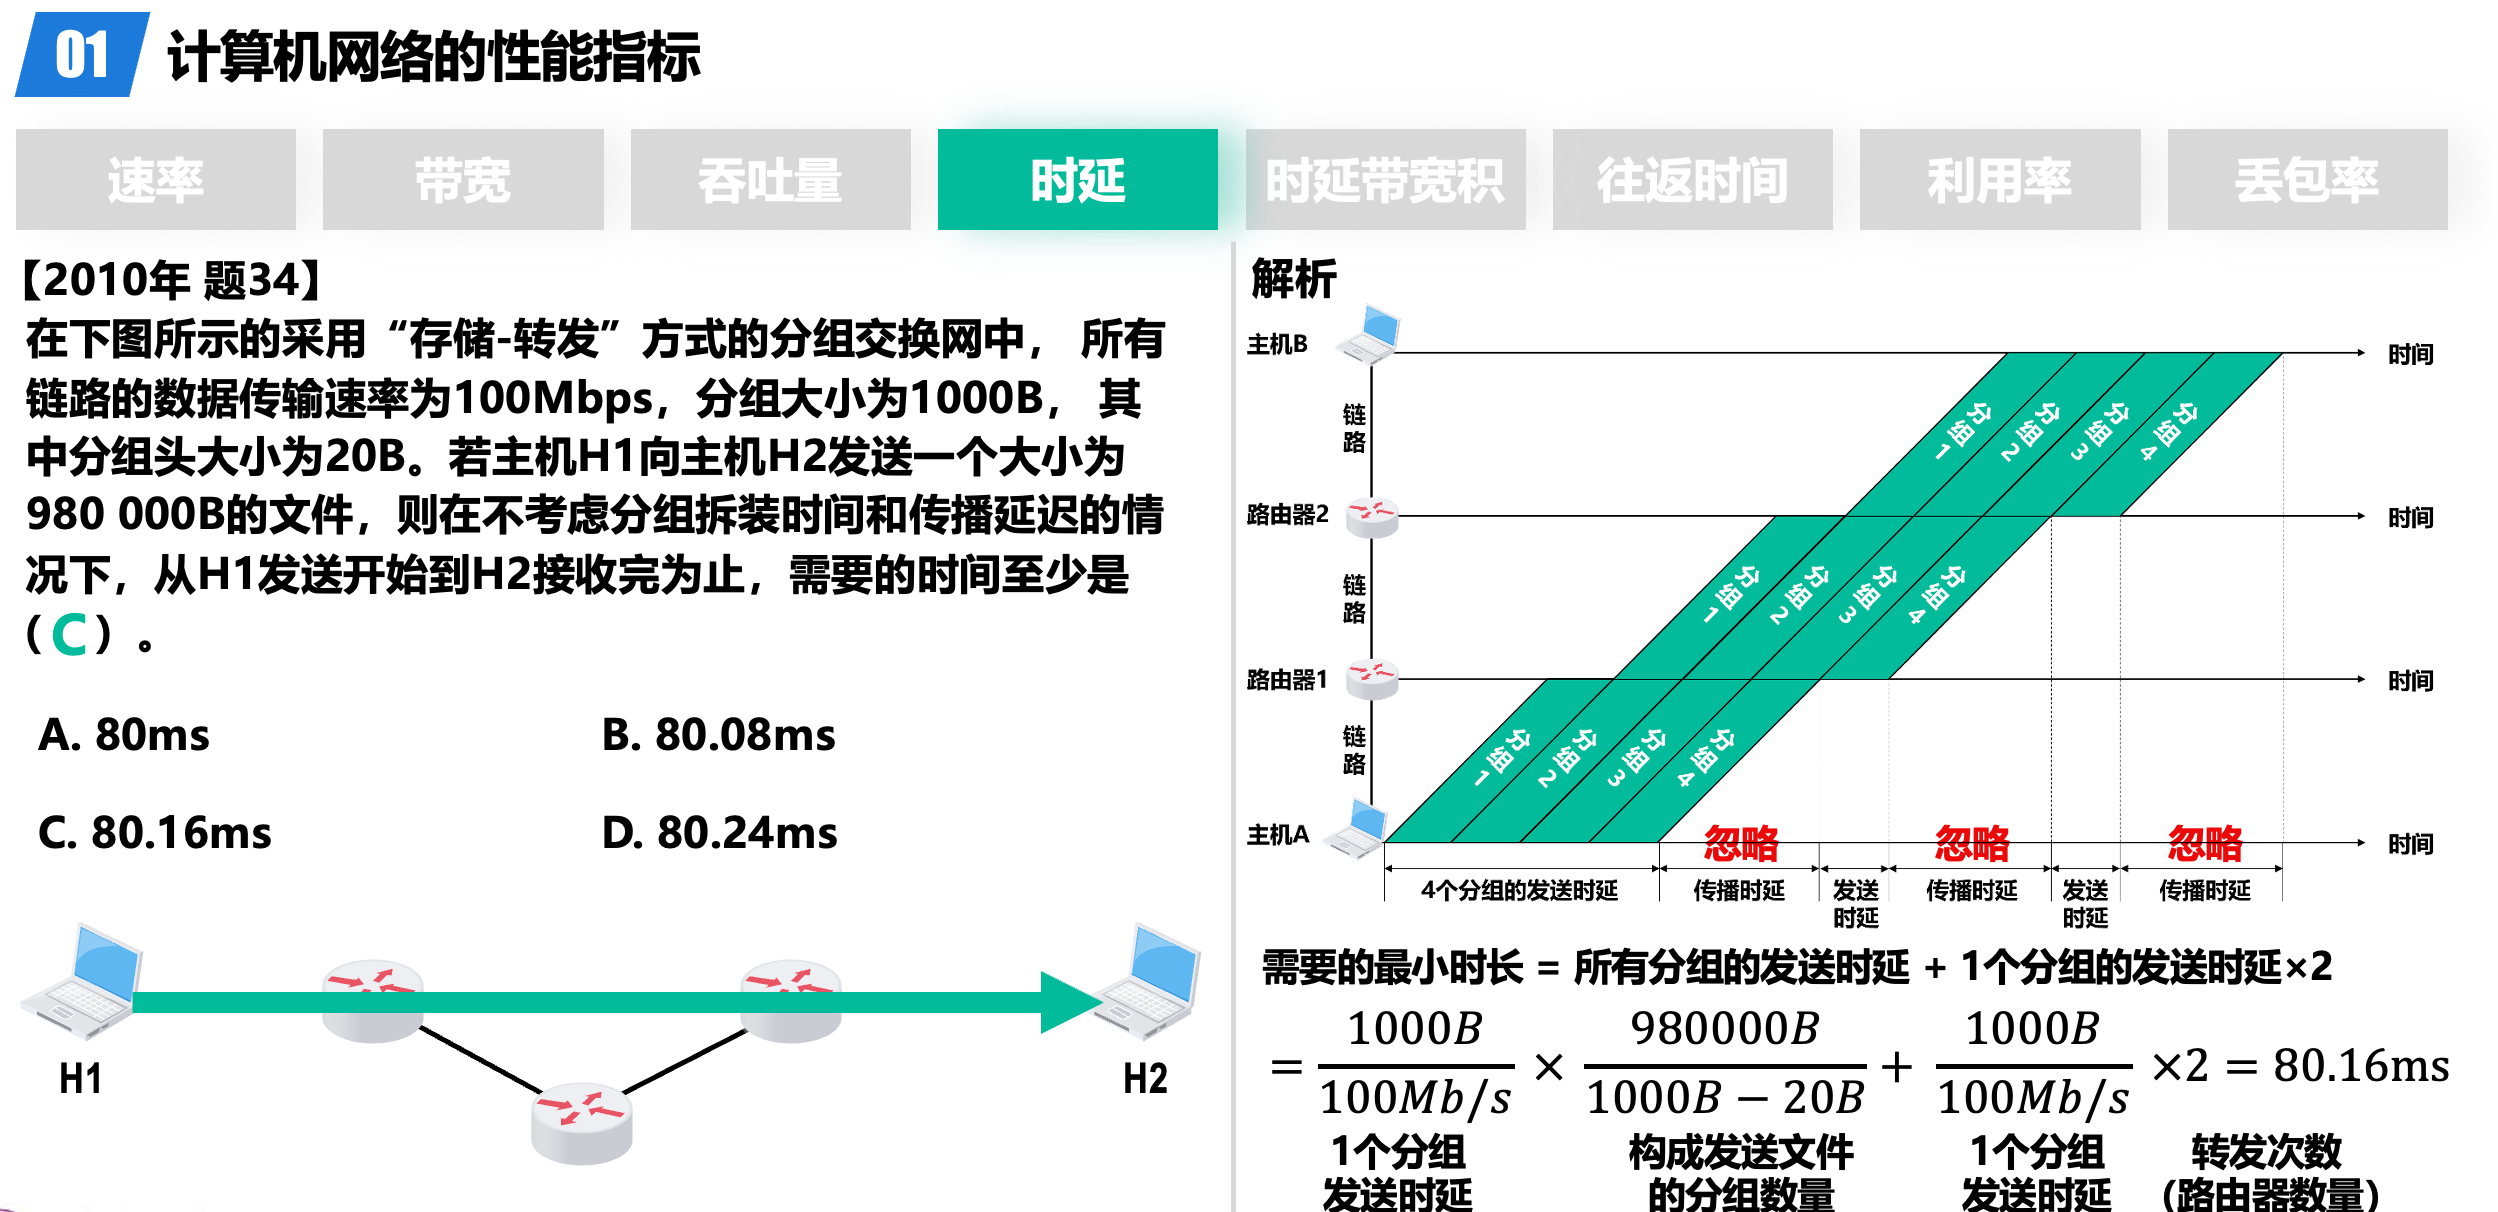 01 计算机网络的性能指标
速率 带宽 吞吐量 时延 时延带宽积 往返时间 利用率 丢包率
【2010年 题34】
在下图所示的采用“存储-转发”方式的分组交换网中， 所有
链路的数据传输速率为100Mbps，分组大小为1000B， 其
中分组头大小为20B。若主机H1向主机H2发送一个大小为
980 000B的文件，则在不考虑分组拆装时间和传播延迟的情
况下，从H1发送开始到H2接收完为止，需要的时间至少是
（C）。
A. 80ms B. 80.08ms
C. 80.16ms D. 80.24ms
H1 H2
解析
主机B 时间
链路
分组1 分组2 分组3 分组4
路由器2 时间
链路
分组1 分组2 分组3 分组4
路由器1 时间
链路
分组1 分组2 分组3 分组4
主机A 忽略 忽略 忽略 时间
4个分组的发送时延 传播时延 发送时延 传播时延 发送时延 传播时延
需要的最小时长 = 所有分组的发送时延 + 1个分组的发送时延×2
= 1000B/100Mb/s × 980000B/1000B − 20B + 1000B/100Mb/s ×2 = 80.16ms
1个分组 构成发送文件 1个分组 转发次数
发送时延 的分组数量 发送时延 (路由器数量)